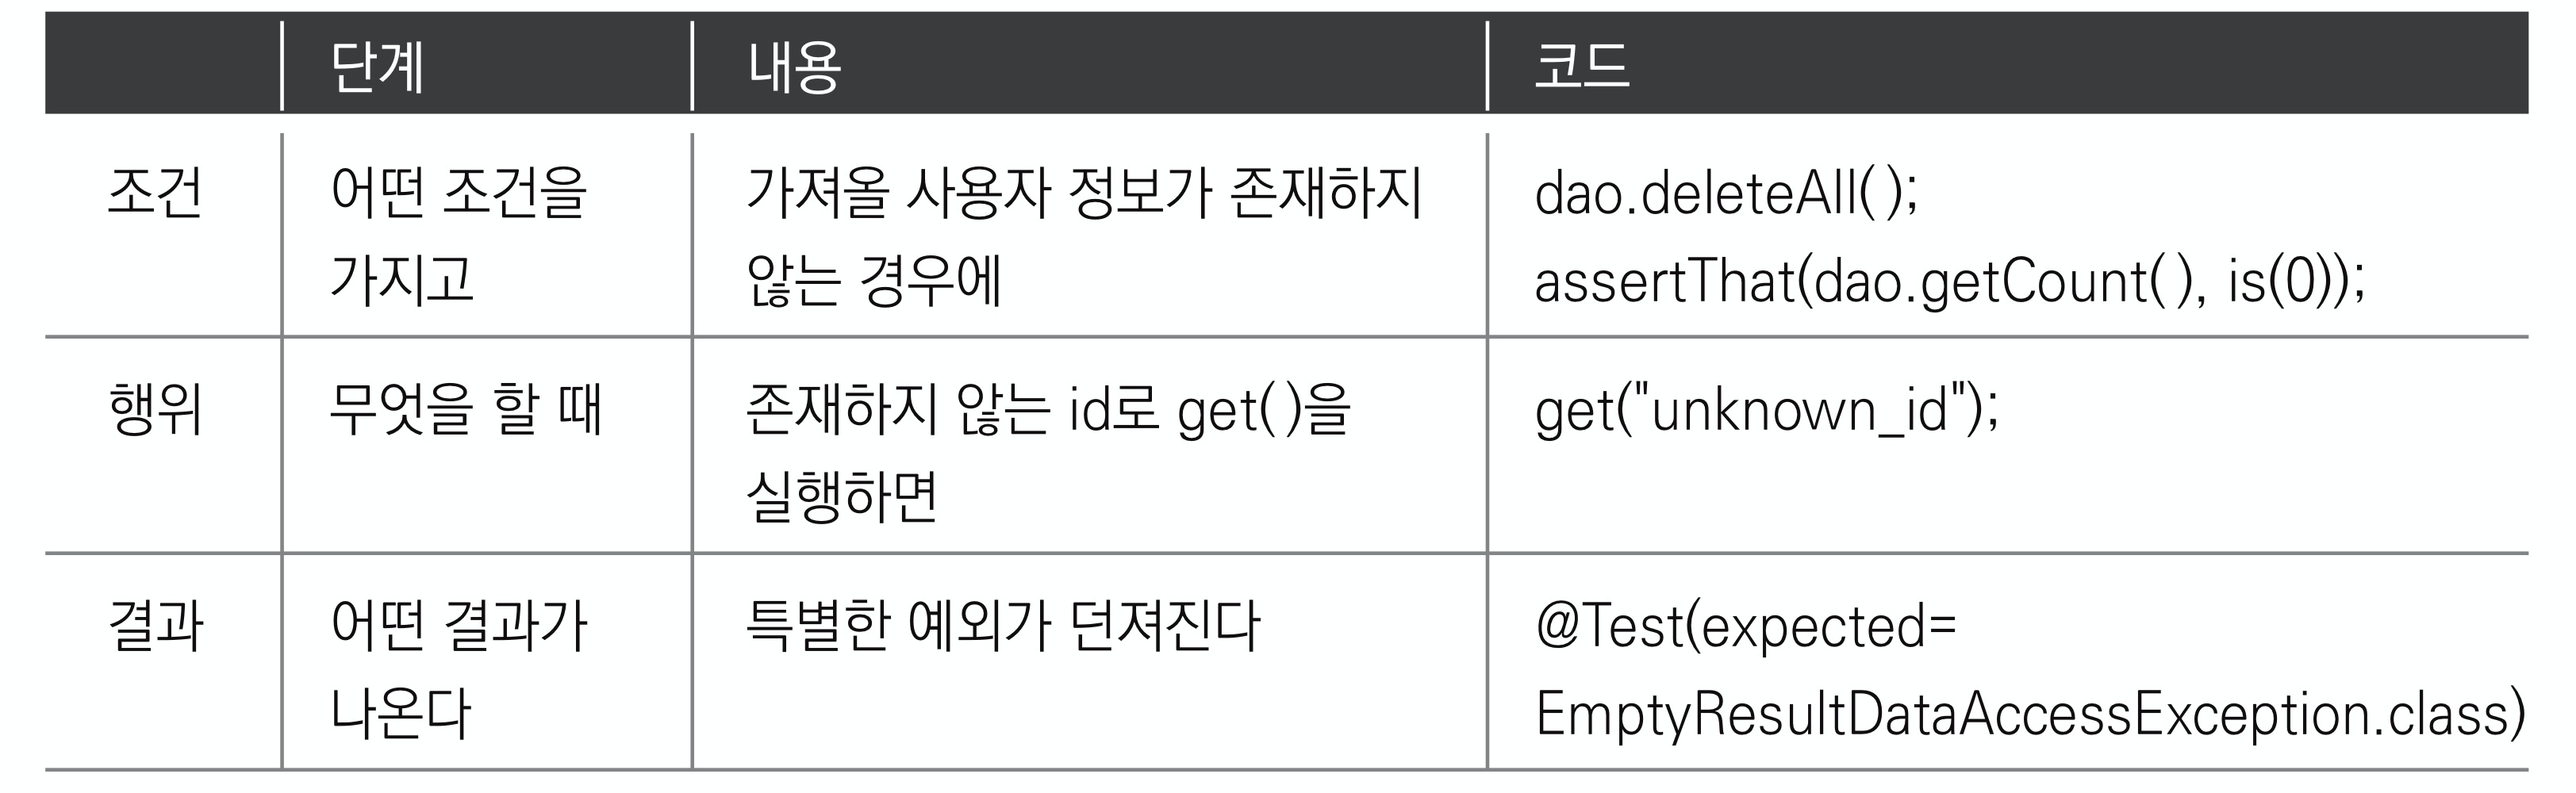 단계 내용 코드
조건 어떤 조건을 가져올 사용자 정보가 존재하지 dao.deleteAll( );
가지고 않는 경우에 assertThat(dao.getCount( ), is(0));
행위 무엇을 할 때 존재하지 않는 id로 get( )을 get("unknown_id");
실행하면
결과 어떤 결과가 특별한 예외가 던져진다 @Test(expected=
나온다 EmptyResultDataAccessException.class)